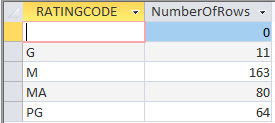 RATINGCODE NumberOfRows
0
G 11
M 163
MA 80
PG 64